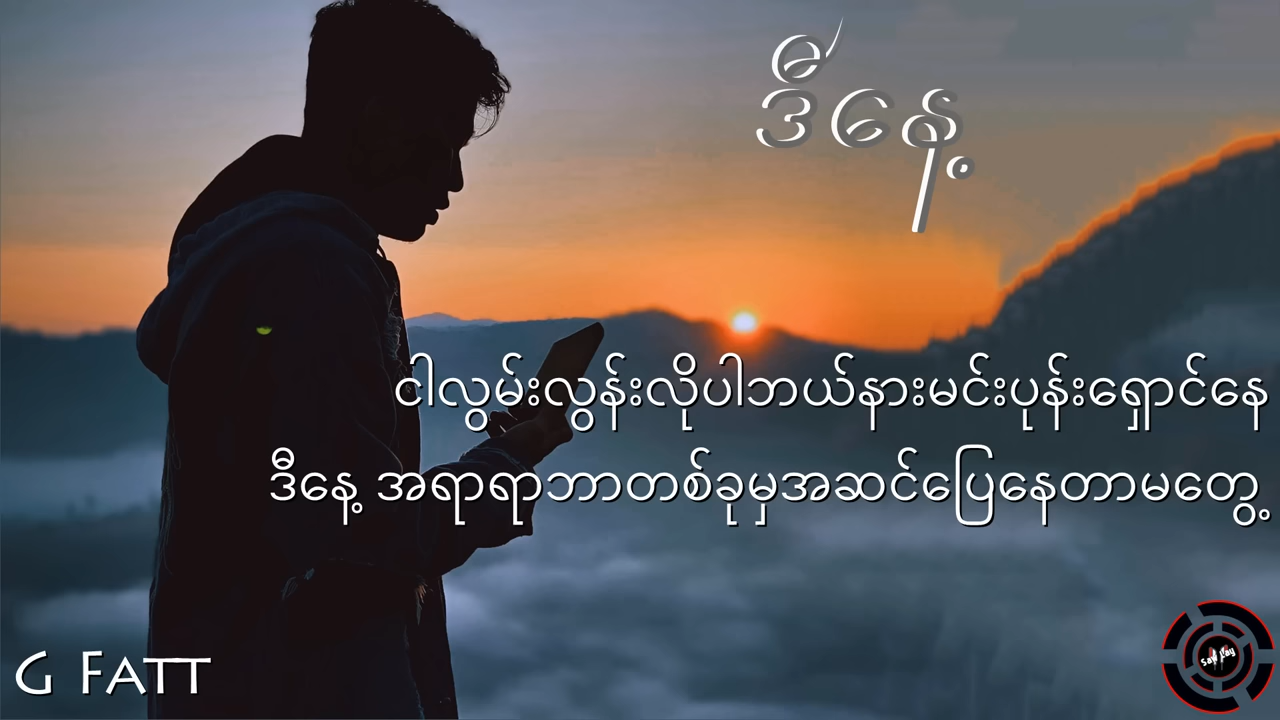 ဒီနေ့
ငါလွမ်းလွန်းလိုပါဘယ်နားမင်းပုန်းရှောင်နေ
ဒီနေ့ အရာရာဘာတစ်ခုမှအဆင်ပြေနေတာမတွေ့
G FATT